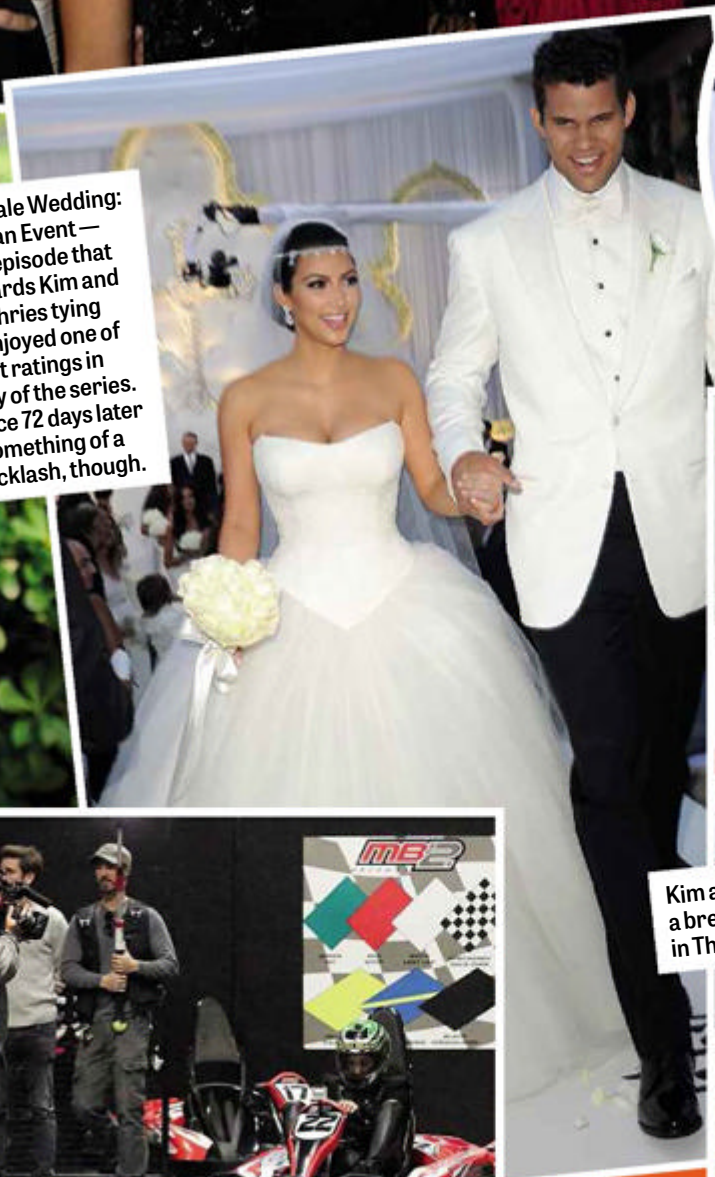 ale Wedding:
an Event—
episode that
ards Kim and
hries tying
njoyed one of
t ratings in
y of the series.
ce 72 days later
omething of a
cklash, though.
MB2
17
22
Kim a
a bre
in Th